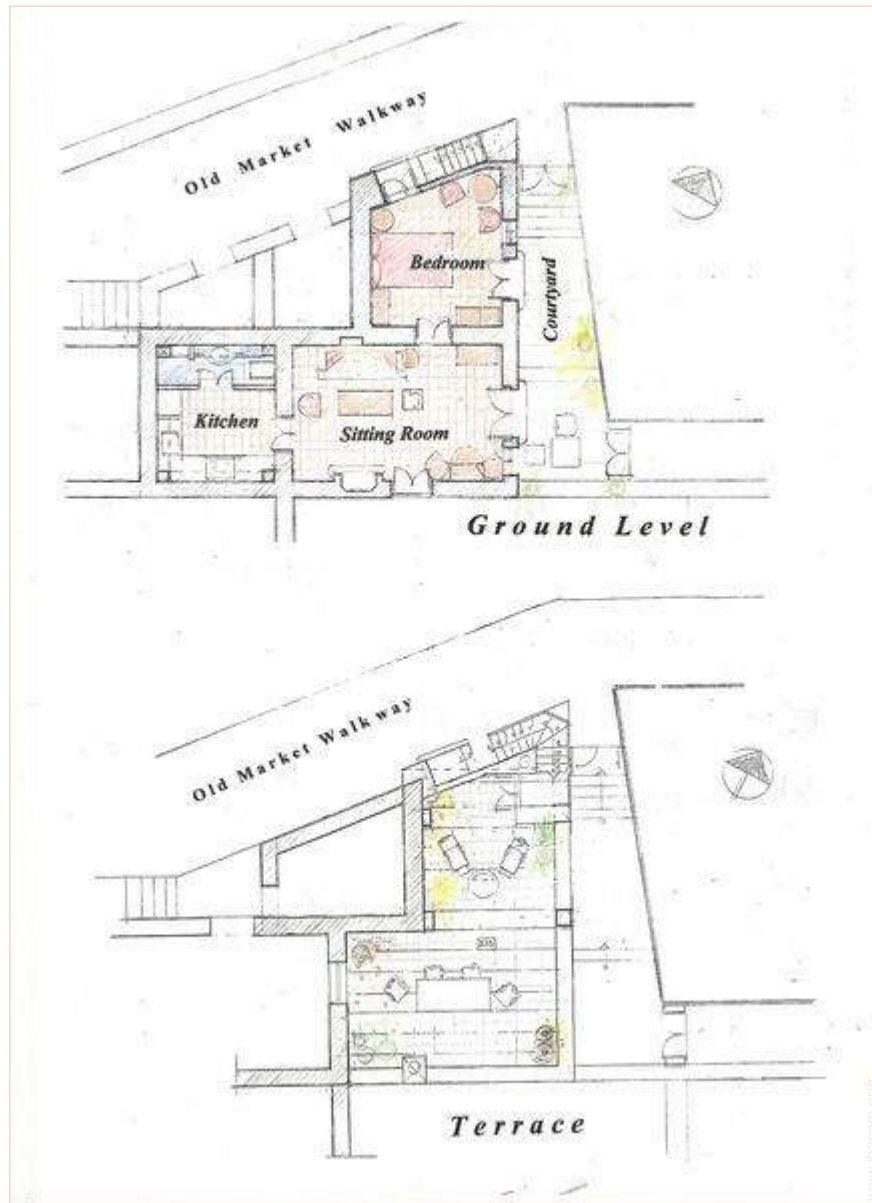 Old Market Walkway
Bedroom
Courtyard
Kitchen
Sitting Room
Ground Level
Old Market Walkway
Terrace